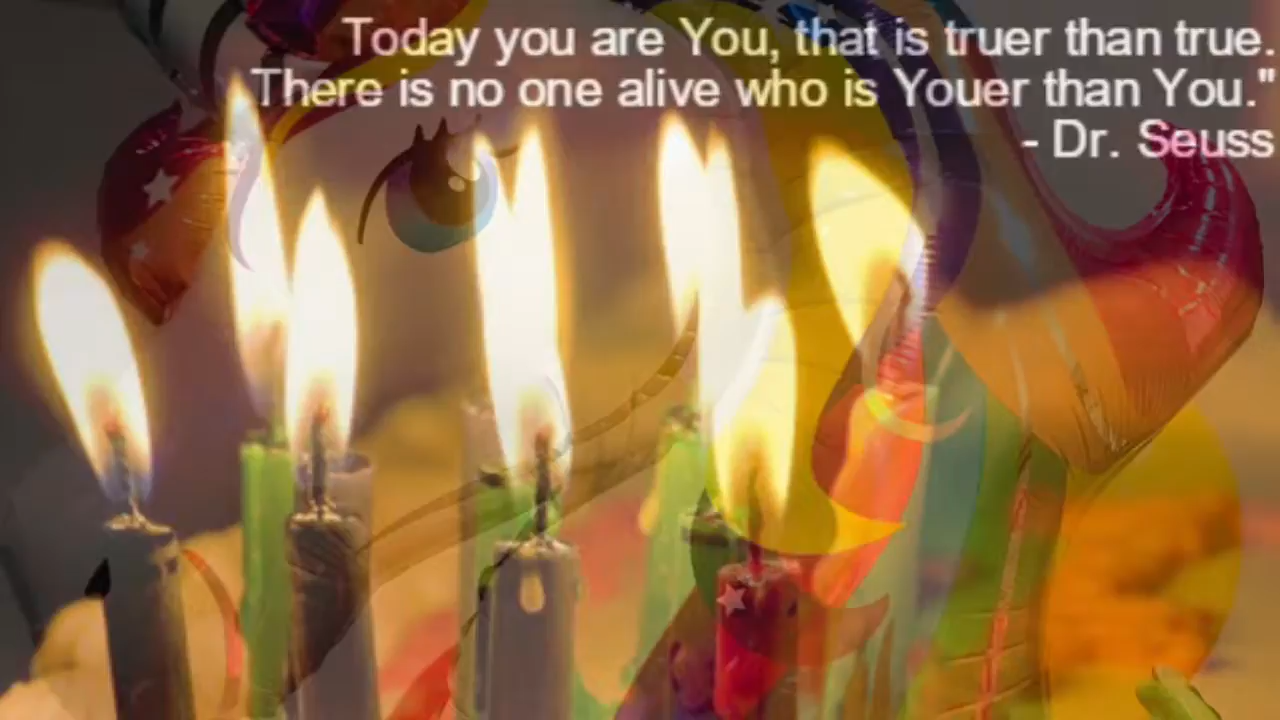 Today you are You, that is truer than true.
There is no one alive who is Youer than You."
- Dr. Seuss